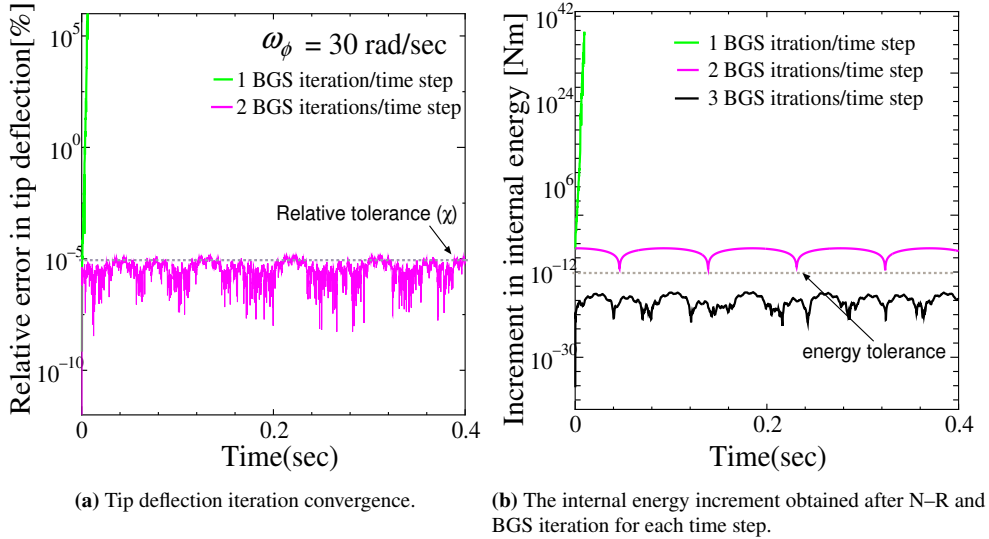 Relative error in tip deflection[%]
10^5
10^0
10^−5
10^−10
ω_ϕ = 30 rad/sec
1 BGS iteration/time step
2 BGS iterations/time step
Relative tolerance (χ)
0
0.2
0.4
Time(sec)
(a) Tip deflection iteration convergence.
Increment in internal energy [Nm]
10^42
10^24
10^6
10^−12
10^−30
1 BGS itration/time step
2 BGS itrations/time step
3 BGS itrations/time step
energy tolerance
0
0.2
0.4
Time(sec)
(b) The internal energy increment obtained after N–R and
BGS iteration for each time step.